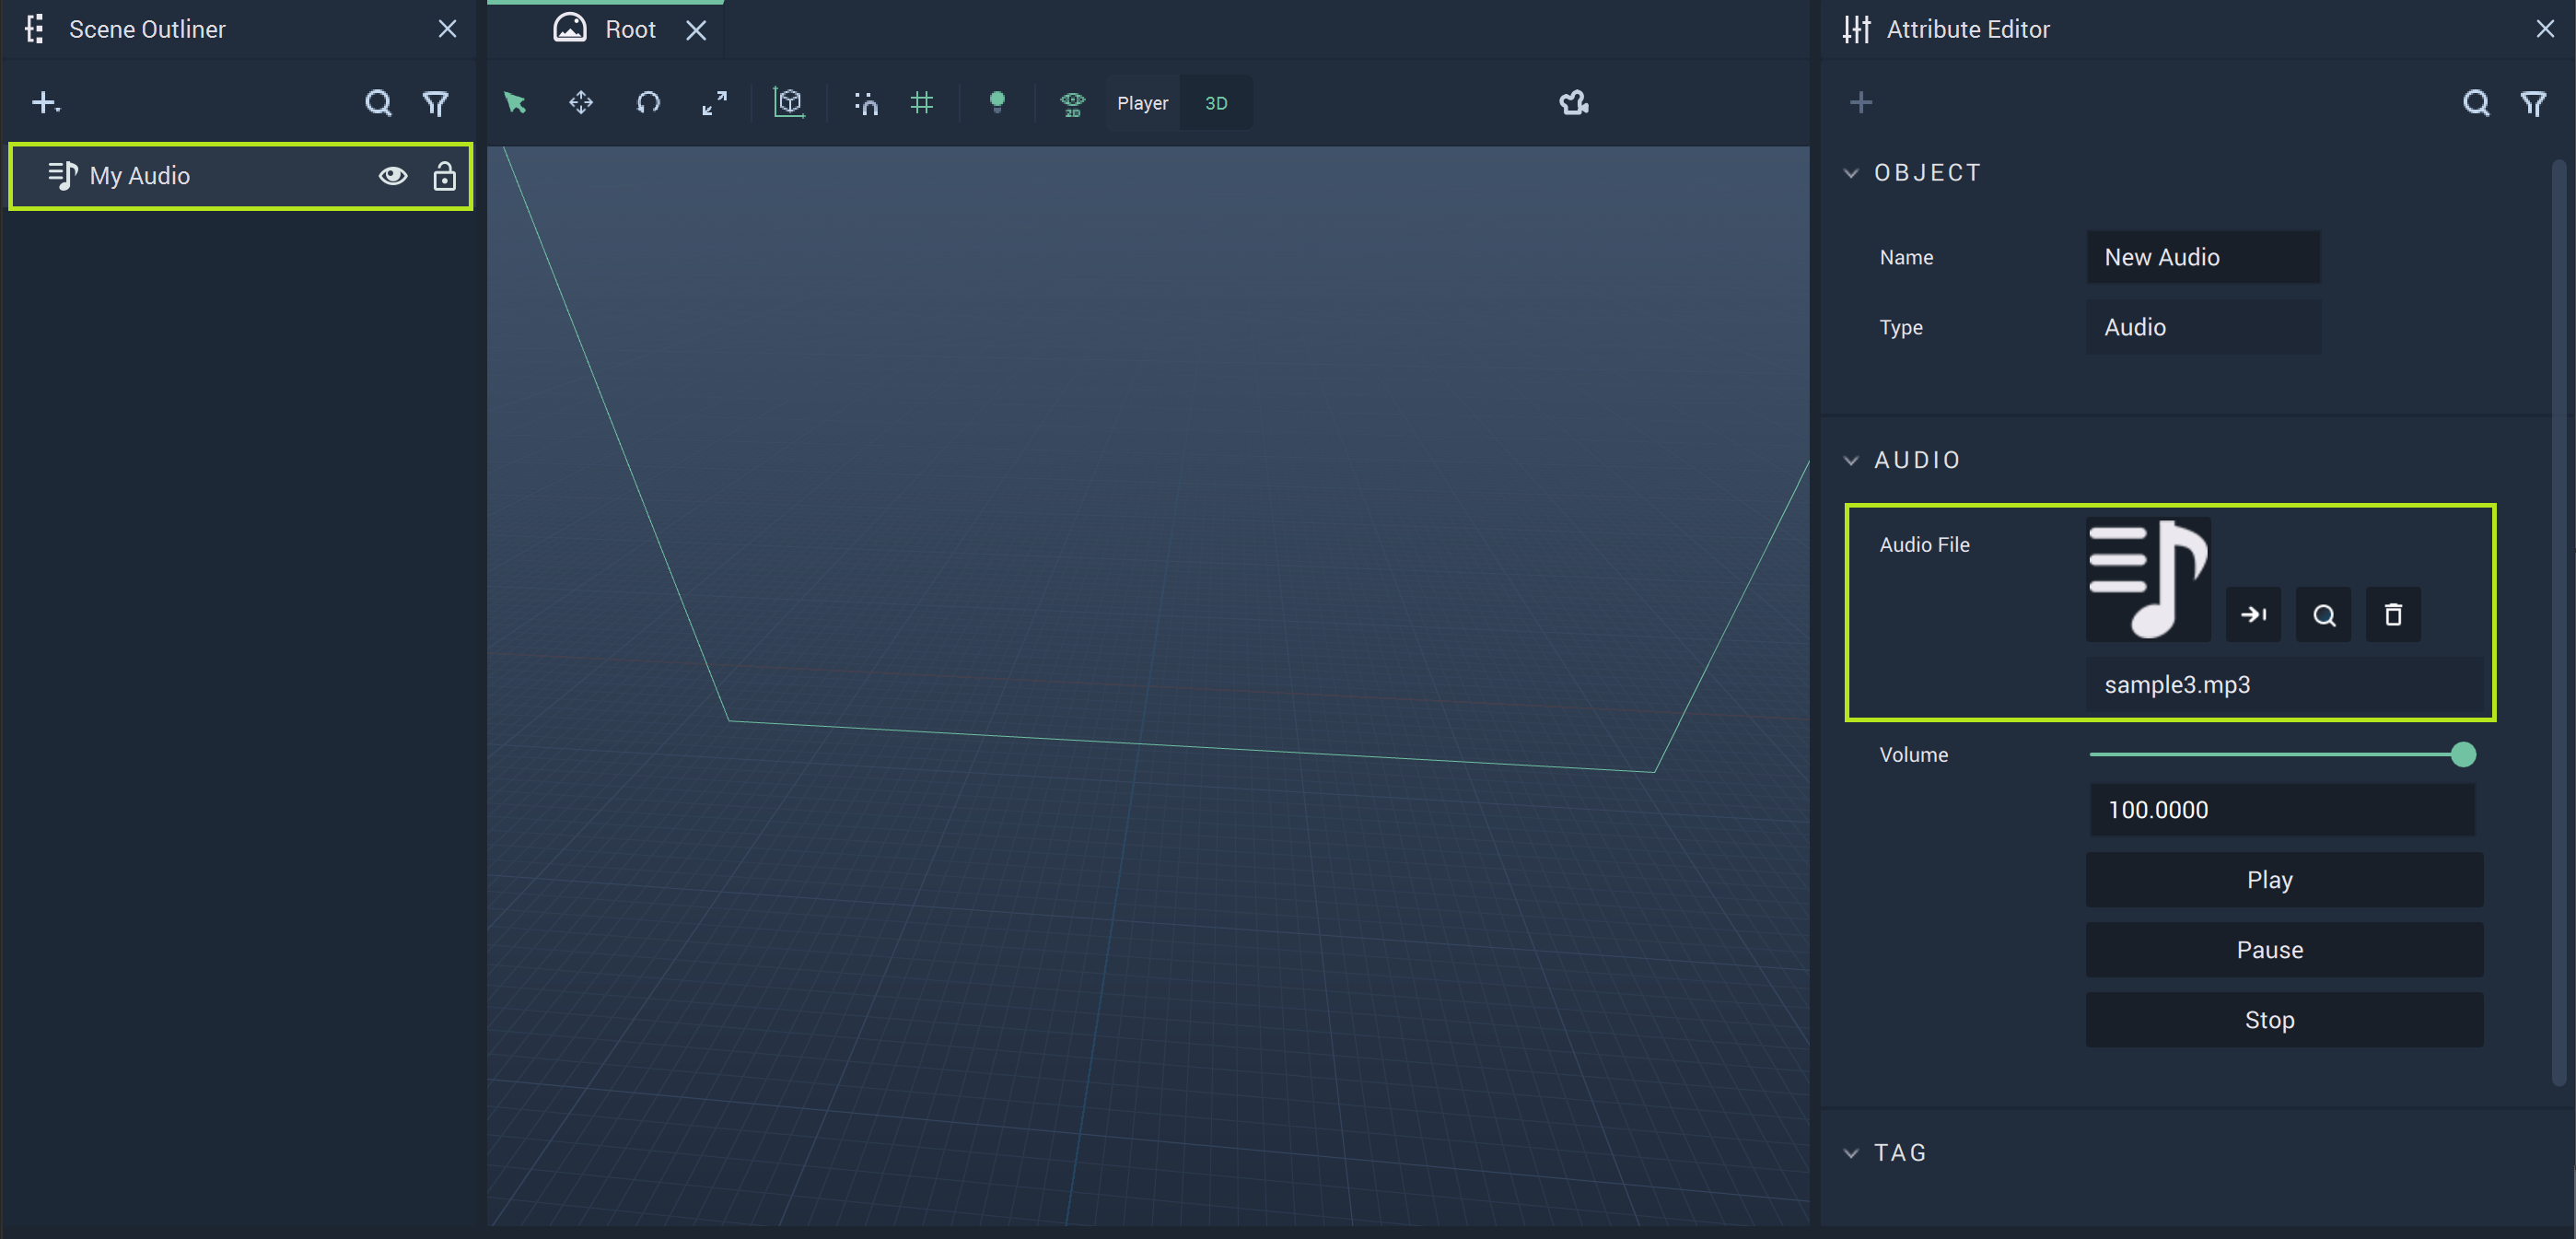 Scene Outliner
Root
Attribute Editor
2D
Player
3D
My Audio
OBJECT
Name
New Audio
Type
Audio
AUDIO
Audio File
sample3.mp3
Volume
100.0000
Play
Pause
Stop
TAG